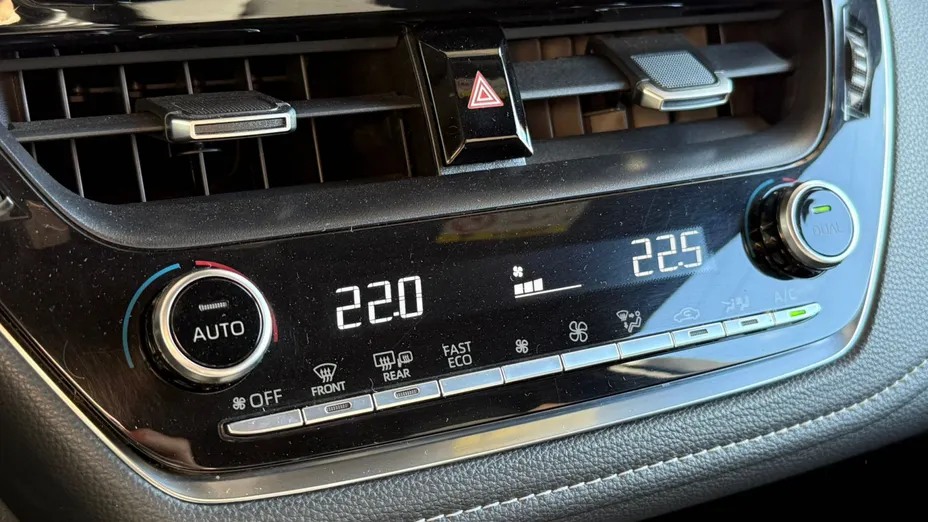 22.0
22.5
AUTO
DUAL
OFF
FRONT
REAR
FAST
ECO
A/C